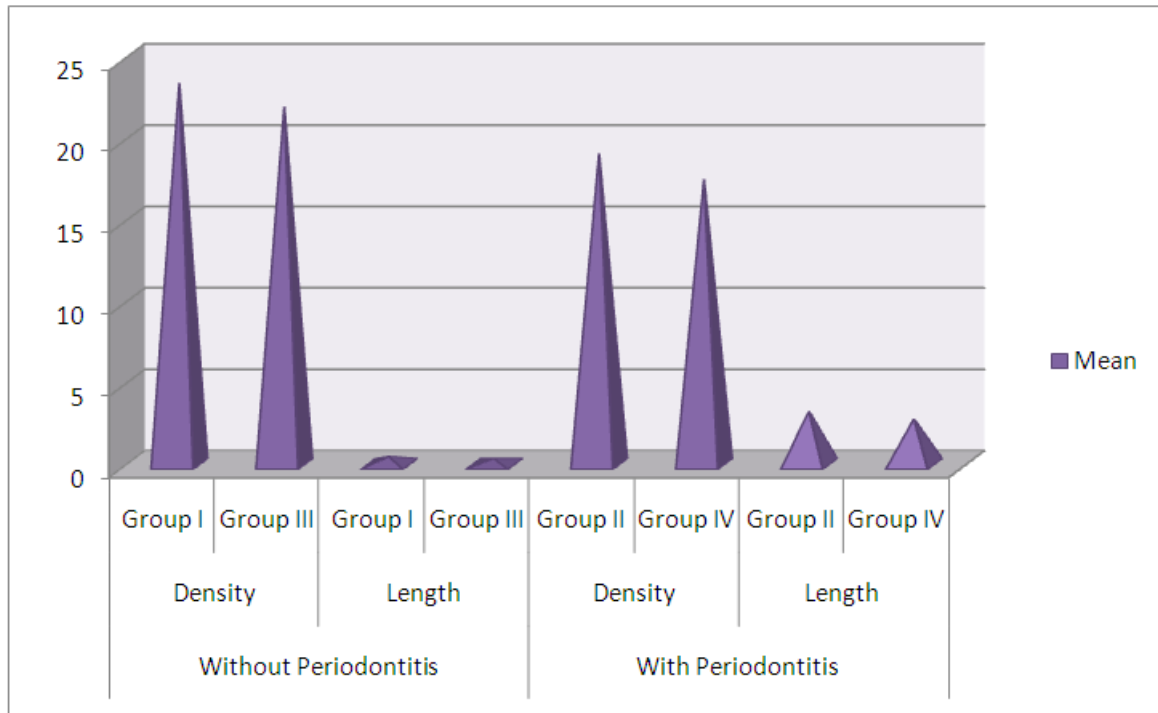 25
20
15
10
5
0
Mean
Group I Group III Group I Group III Group II Group IV Group II Group IV
Density Length Density Length
Without Periodontitis With Periodontitis